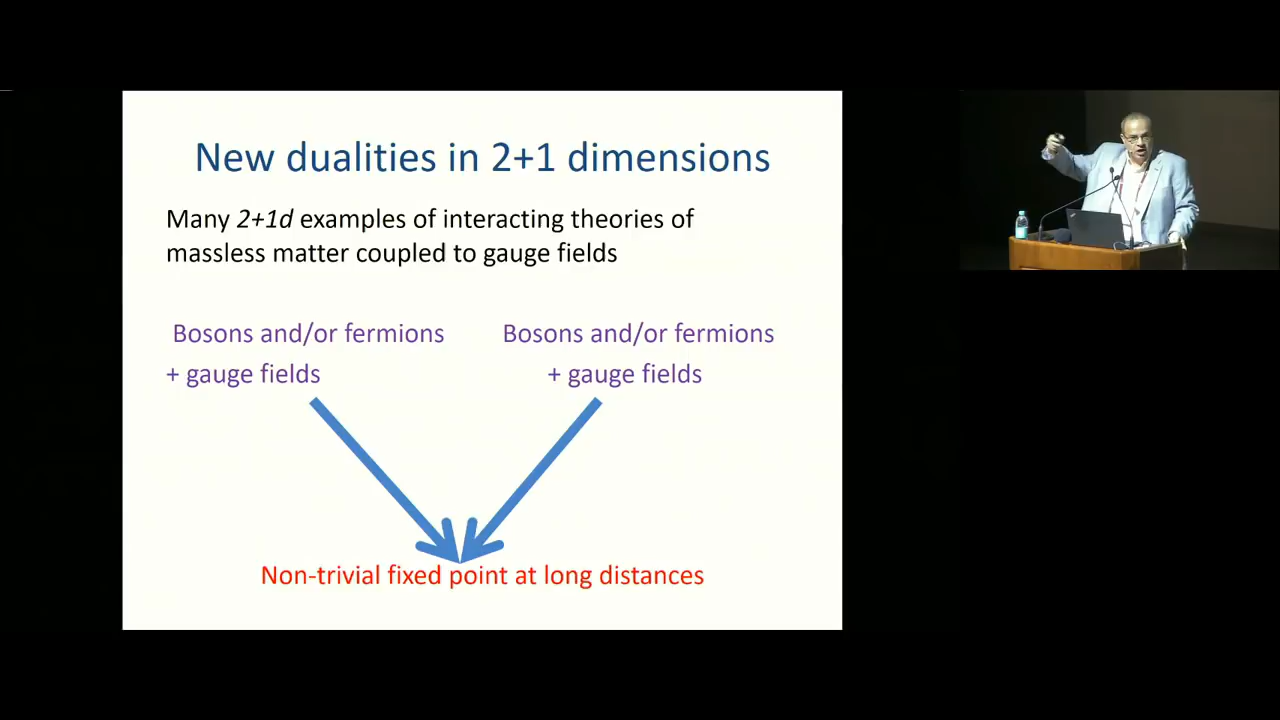 New dualities in 2+1 dimensions
Many 2+1d examples of interacting theories of
massless matter coupled to gauge fields
Bosons and/or fermions
+ gauge fields
Bosons and/or fermions
+ gauge fields
Non-trivial fixed point at long distances